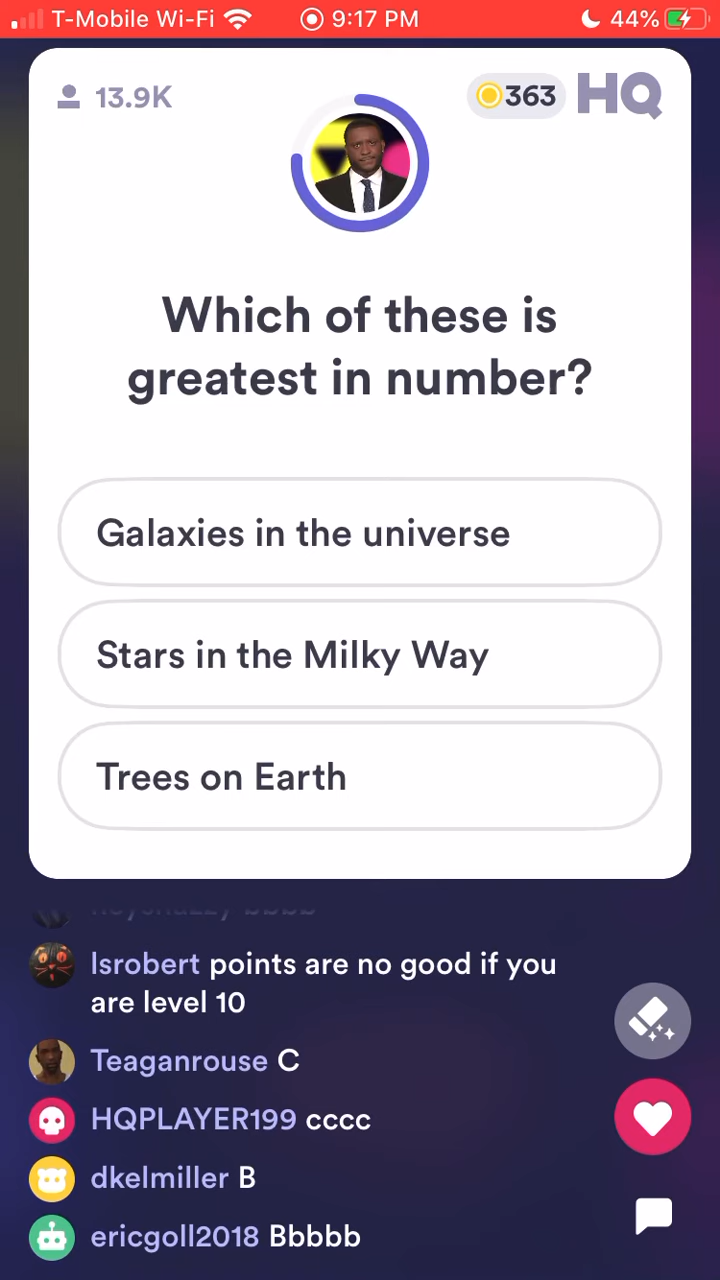 T-Mobile Wi-Fi 9:17 PM 44%
13.9K 363 HQ
Which of these is
greatest in number?
Galaxies in the universe
Stars in the Milky Way
Trees on Earth
lsrobert points are no good if you
are level 10
Teaganrouse C
HQPLAYER199 cccc
dkelmiller B
ericgoll2018 Bbbbb